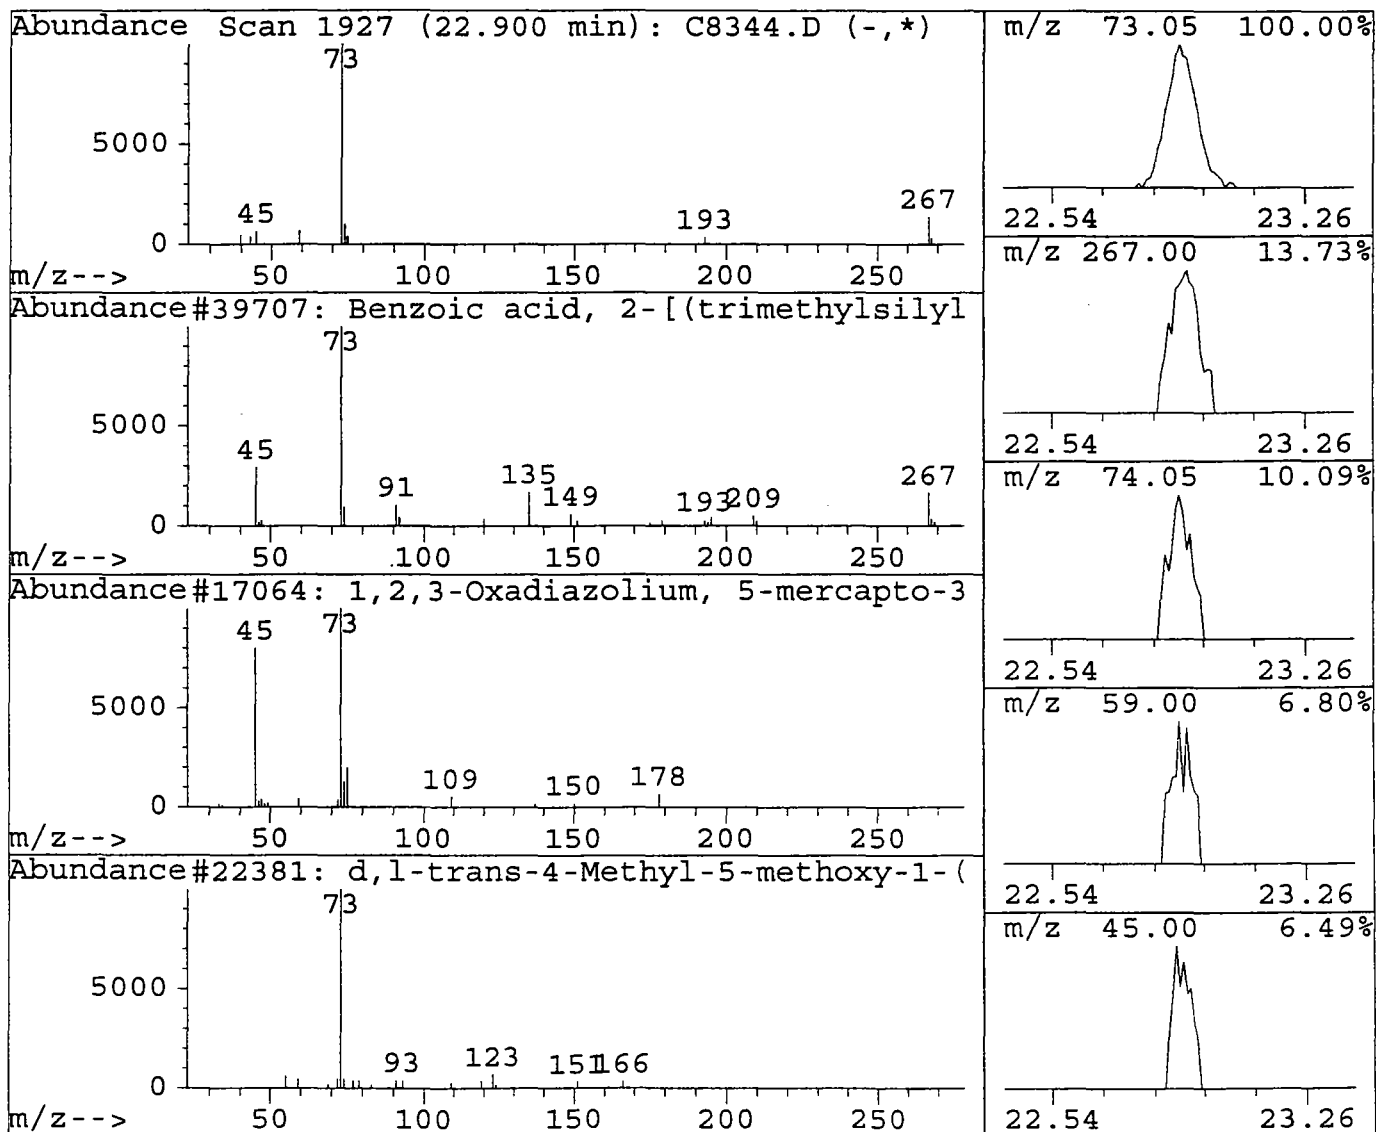 Abundance Scan 1927 (22.900 min): C8344.D (-,*)
73
5000
45
193
267
0
m/z--> 50 100 150 200 250
Abundance #39707: Benzoic acid, 2-[(trimethylsilyl
73
5000
45
91
135
149
193
209
267
0
m/z--> 50 100 150 200 250
Abundance #17064: 1,2,3-Oxadiazolium, 5-mercapto-3
45
73
5000
109
150
178
0
m/z--> 50 100 150 200 250
Abundance #22381: d,l-trans-4-Methyl-5-methoxy-1-(
73
5000
93
123
151
166
0
m/z--> 50 100 150 200 250
m/z 73.05 100.00%
22.54 23.26
m/z 267.00 13.73%
22.54 23.26
m/z 74.05 10.09%
22.54 23.26
m/z 59.00 6.80%
22.54 23.26
m/z 45.00 6.49%
22.54 23.26